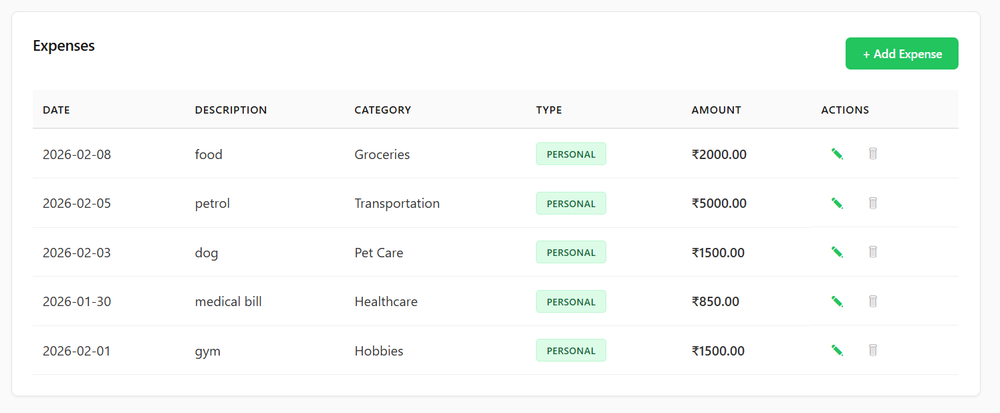 Expenses
+ Add Expense
DATE DESCRIPTION CATEGORY TYPE AMOUNT ACTIONS
2026-02-08 food Groceries PERSONAL ₹2000.00
2026-02-05 petrol Transportation PERSONAL ₹5000.00
2026-02-03 dog Pet Care PERSONAL ₹1500.00
2026-01-30 medical bill Healthcare PERSONAL ₹850.00
2026-02-01 gym Hobbies PERSONAL ₹1500.00